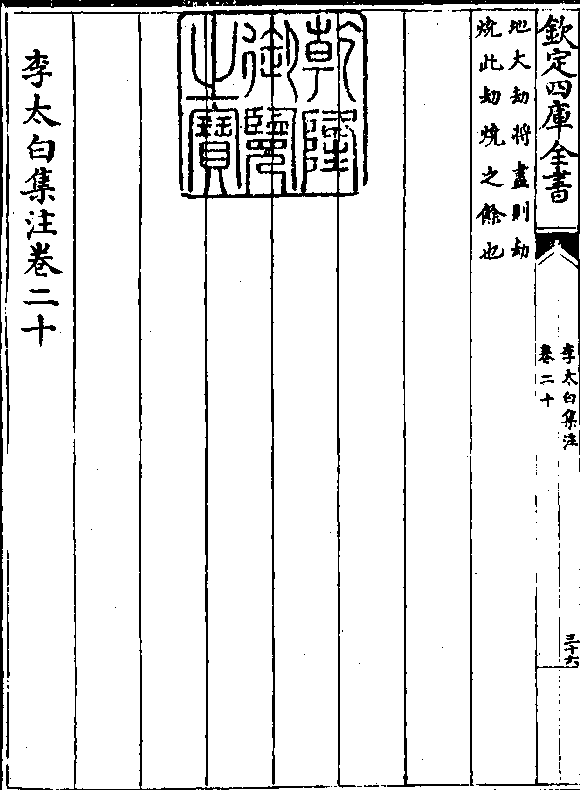 欽定四庫全書
李太白集注
卷二十
三十六
地大劫將盡則劫
燒此劫燒之餘也
乾隆
御覽
之寶
李太白集注卷二十